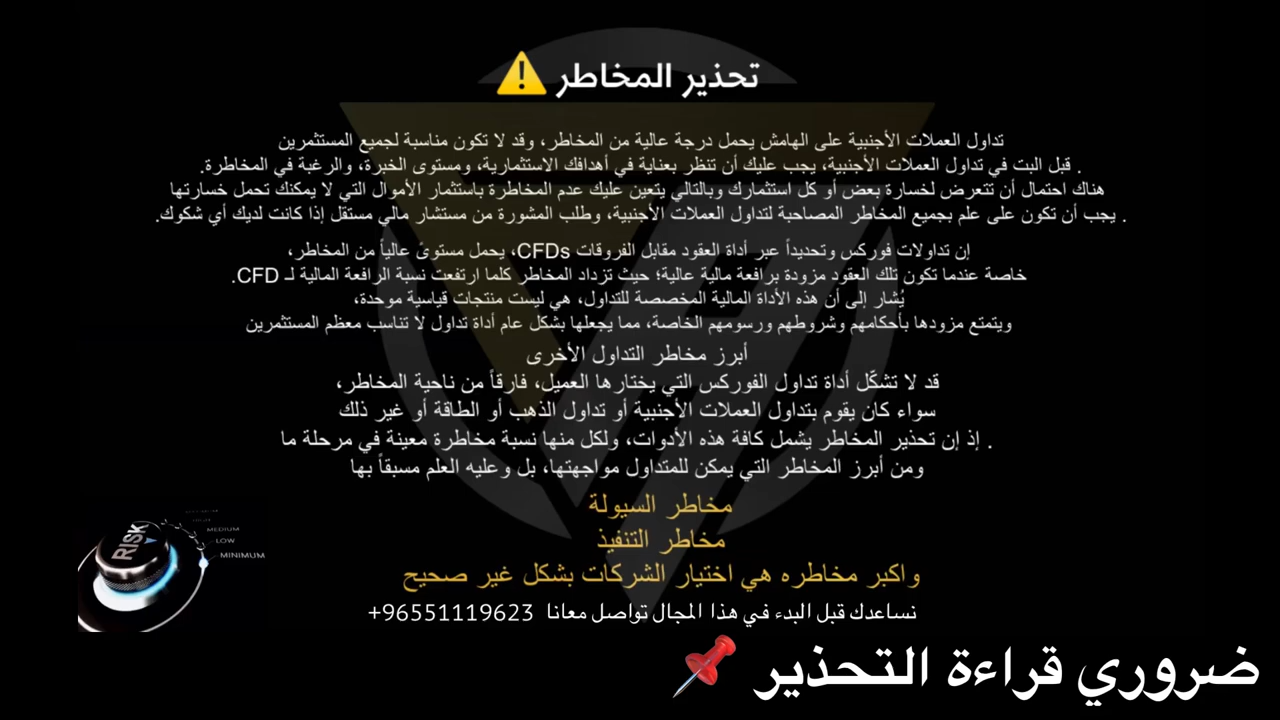 تحذير المخاطر ⚠️
تداول العملات الأجنبية على الهامش يحمل درجة عالية من المخاطر، وقد لا تكون مناسبة لجميع المستثمرين
. قبل البت في تداول العملات الأجنبية، يجب عليك أن تنظر بعناية في أهدافك الاستثمارية، ومستوى الخبرة، والرغبة في المخاطرة.
هناك احتمال أن تتعرض لخسارة بعض أو كل استثمارك وبالتالي يتعين عليك عدم المخاطرة باستثمار الأموال التي لا يمكنك تحمل خسارتها
. يجب أن تكون على علم بجميع المخاطر المصاحبة لتداول العملات الأجنبية، وطلب المشورة من مستشار مالي مستقل إذا كانت لديك أي شكوك.
إن تداولات فوركس وتحديداً عبر أداة العقود مقابل الفروقات CFDs، يحمل مستوىً عالياً من المخاطر،
خاصة عندما تكون تلك العقود مزودة برافعة مالية عالية؛ حيث تزداد المخاطر كلما ارتفعت نسبة الرافعة المالية لـ CFD.
يُشار إلى أن هذه الأداة المالية المخصصة للتداول، هي ليست منتجات قياسية موحدة،
ويتمتع مزودها بأحكامهم وشروطهم ورسومهم الخاصة، مما يجعلها بشكل عام أداة تداول لا تناسب معظم المستثمرين
أبرز مخاطر التداول الأخرى
قد لا تشكّل أداة تداول الفوركس التي يختارها العميل، فارقاً من ناحية المخاطر،
سواء كان يقوم بتداول العملات الأجنبية أو تداول الذهب أو الطاقة أو غير ذلك
. إذ إن تحذير المخاطر يشمل كافة هذه الأدوات، ولكل منها نسبة مخاطرة معينة في مرحلة ما
ومن أبرز المخاطر التي يمكن للمتداول مواجهتها، بل وعليه العلم مسبقاً بها
مخاطر السيولة
مخاطر التنفيذ
واكبر مخاطره هي اختيار الشركات بشكل غير صحيح
نساعدك قبل البدء في هذا المجال تواصل معانا 96551119623+
RISK
MEDIUM
LOW
MINIMUM
ضروري قراءة التحذير 📌